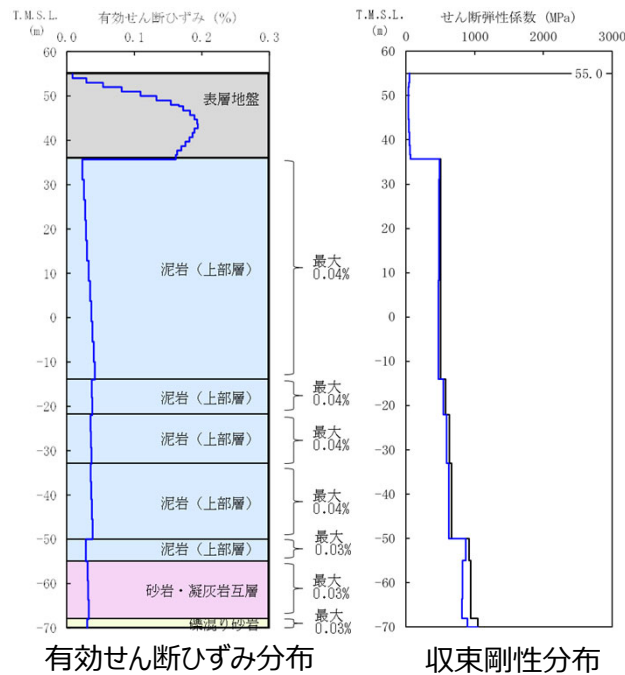 T.M.S.L. 有効せん断ひずみ (%)
(m) 0.0 0.1 0.2 0.3
60
50
40
30
20
10
0
-10
-20
-30
-40
-50
-60
-70
表層地盤
泥岩（上部層）
泥岩（上部層）
泥岩（上部層）
泥岩（上部層）
泥岩（上部層）
砂岩・凝灰岩互層
礫混り砂岩
最大
0.04%
最大
0.04%
最大
0.04%
最大
0.04%
最大
0.03%
最大
0.03%
最大
0.03%
有効せん断ひずみ分布
T.M.S.L. せん断弾性係数 (MPa)
(m) 0 1000 2000 3000
60
50
40
30
20
10
0
-10
-20
-30
-40
-50
-60
-70
55.0
収束剛性分布